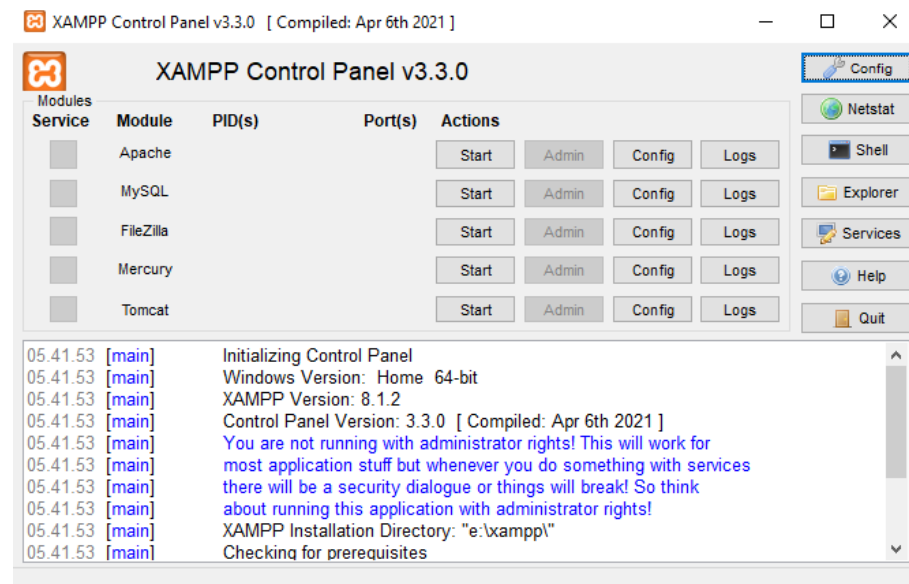 XAMPP Control Panel v3.3.0 [ Compiled: Apr 6th 2021 ]
XAMPP Control Panel v3.3.0
Config
Netstat
Shell
Explorer
Services
Help
Quit
Modules
Service Module PID(s) Port(s) Actions
Apache Start Admin Config Logs
MySQL Start Admin Config Logs
FileZilla Start Admin Config Logs
Mercury Start Admin Config Logs
Tomcat Start Admin Config Logs
05.41.53 [main] Initializing Control Panel
05.41.53 [main] Windows Version: Home 64-bit
05.41.53 [main] XAMPP Version: 8.1.2
05.41.53 [main] Control Panel Version: 3.3.0 [ Compiled: Apr 6th 2021 ]
05.41.53 [main] You are not running with administrator rights! This will work for
05.41.53 [main] most application stuff but whenever you do something with services
05.41.53 [main] there will be a security dialogue or things will break! So think
05.41.53 [main] about running this application with administrator rights!
05.41.53 [main] XAMPP Installation Directory: "e:\xampp\"
05.41.53 [main] Checking for prerequisites